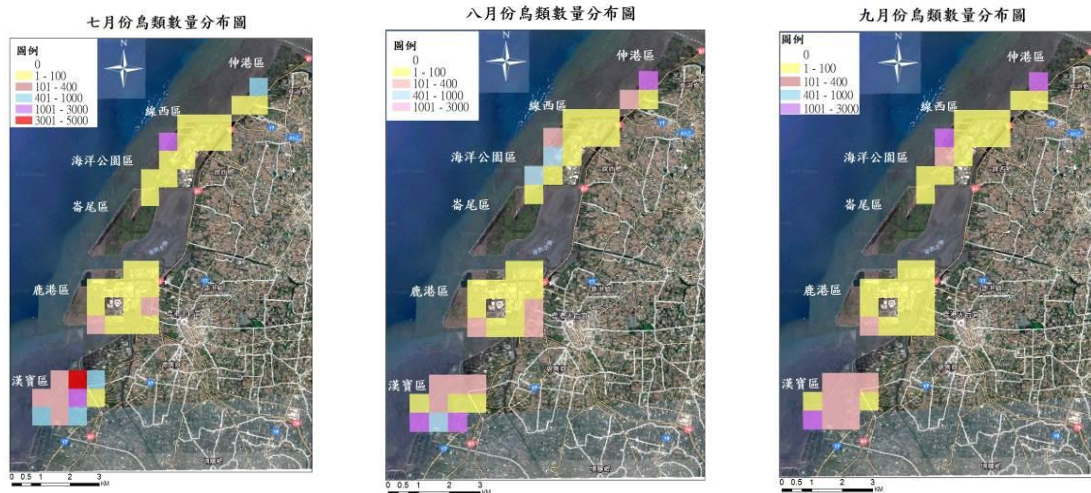 七月份鳥類數量分布圖
圖例
0
1 - 100
101 - 400
401 - 1000
1001 - 3000
3001 - 5000
N
伸港區
線西區
海洋公園區
崙尾區
鹿港區
漢寶區
0 0.5 1 2 3
KM
八月份鳥類數量分布圖
圖例
0
1 - 100
101 - 400
401 - 1000
1001 - 3000
N
伸港區
線西區
海洋公園區
崙尾區
鹿港區
漢寶區
0 0.5 1 2 3
KM
九月份鳥類數量分布圖
圖例
0
1 - 100
101 - 400
401 - 1000
1001 - 3000
N
伸港區
線西區
海洋公園區
崙尾區
鹿港區
漢寶區
0 0.5 1 2 3
KM